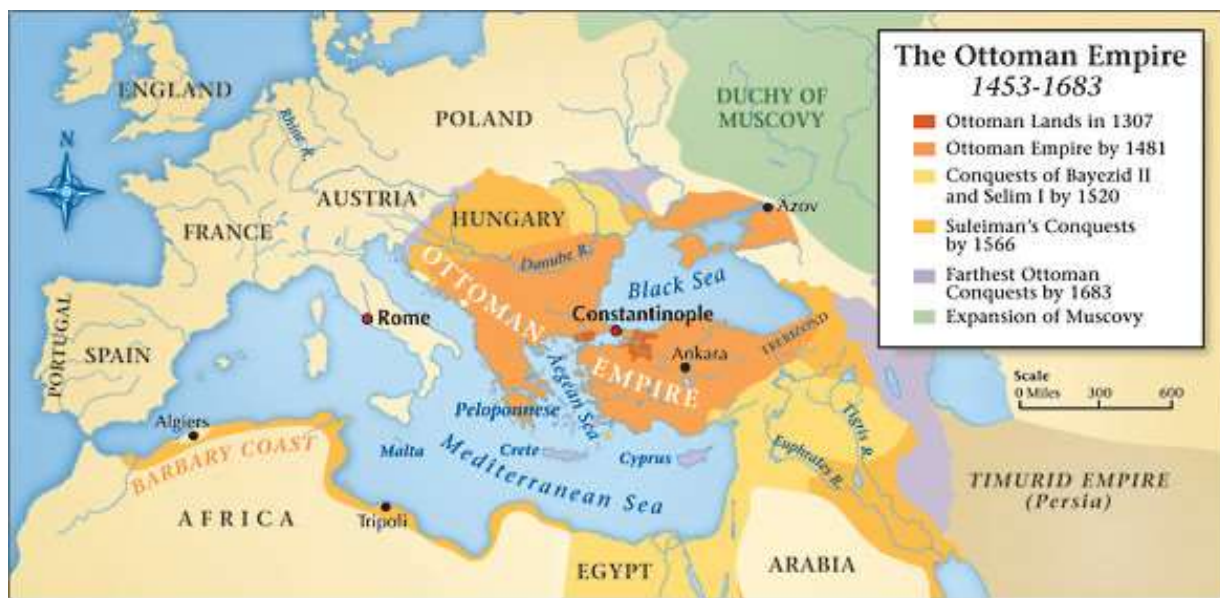 The Ottoman Empire
1453-1683
Ottoman Lands in 1307
Ottoman Empire by 1481
Conquests of Bayezid II
and Selim I by 1520
Suleiman's Conquests
by 1566
Farthest Ottoman
Conquests by 1683
Expansion of Muscovy
ENGLAND
N
Rhine R.
POLAND
DUCHY OF
MUSCOVY
AUSTRIA
HUNGARY
Azov
FRANCE
Danube R.
OTTOMAN
EMPIRE
Black Sea
PORTUGAL
SPAIN
Rome
Constantinople
Ankara
TREBIZOND
Scale
0 Miles 300 600
Aegean Sea
Peloponnese
Algiers
BARBARY COAST
Malta
Crete
Cyprus
Mediterranean Sea
Tigris R.
Euphrates R.
TIMURID EMPIRE
(Persia)
AFRICA
Tripoli
EGYPT
ARABIA